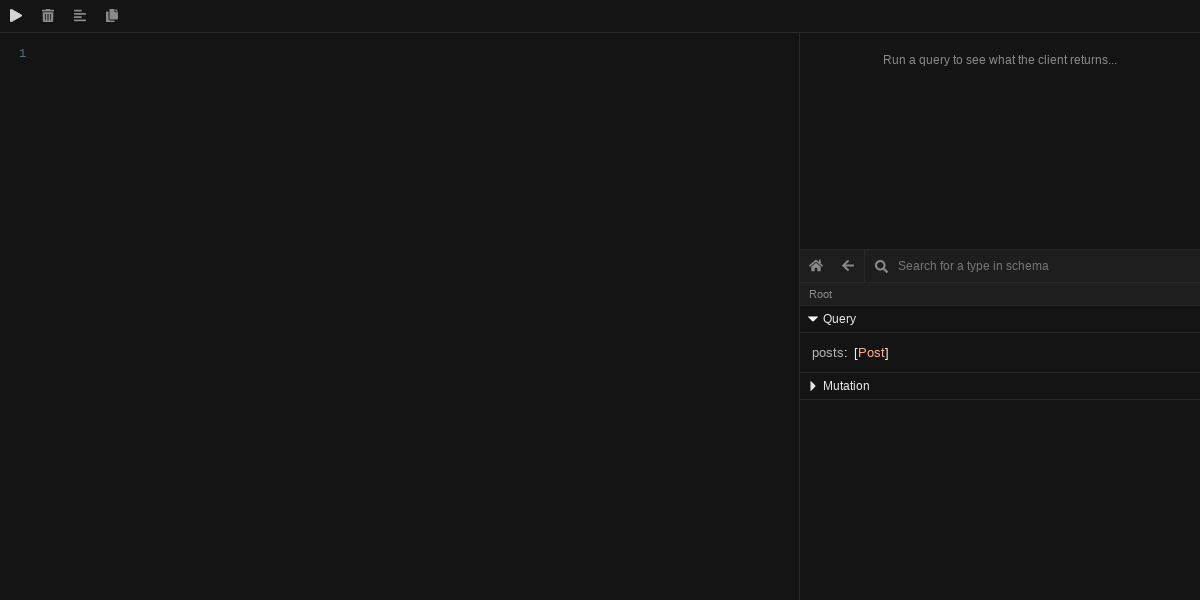 1
Run a query to see what the client returns...
Search for a type in schema
Root
Query
posts: [Post]
Mutation